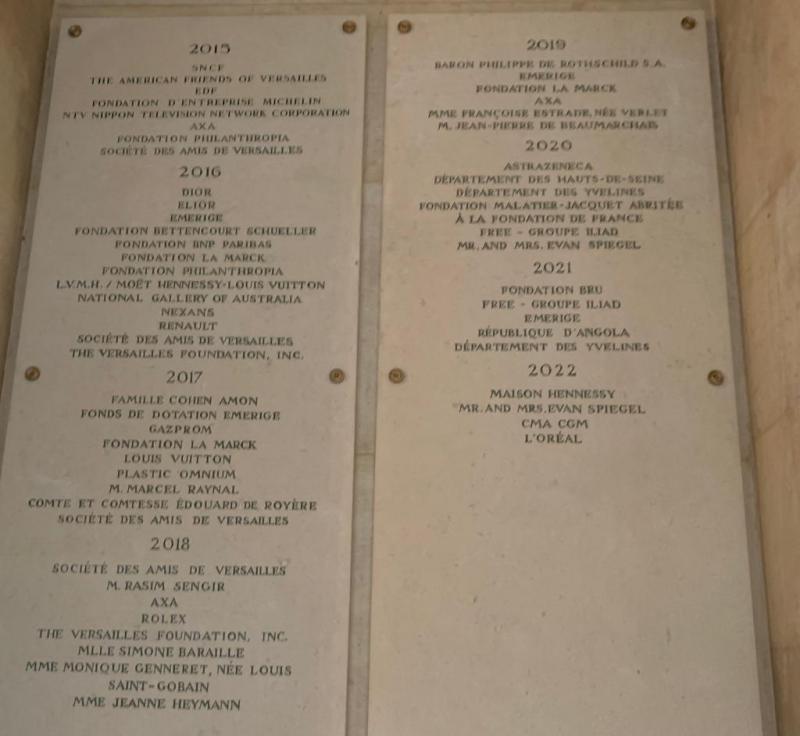 2015
SNCF
THE AMERICAN FRIENDS OF VERSAILLES
EDF
FONDATION D'ENTREPRISE MICHELIN
NTV NIPPON TELEVISION NETWORK CORPORATION
AXA
FONDATION PHILANTHROPIA
SOCIÉTÉ DES AMIS DE VERSAILLES
2016
DIOR
ELIOR
EMERIGE
FONDATION BETTENCOURT SCHUELLER
FONDATION BNP PARIBAS
FONDATION LA MARCK
FONDATION PHILANTHROPIA
L.V.M.H. / MOËT HENNESSY-LOUIS VUITTON
NATIONAL GALLERY OF AUSTRALIA
NEXANS
RENAULT
SOCIÉTÉ DES AMIS DE VERSAILLES
THE VERSAILLES FOUNDATION, INC.
2017
FAMILLE COHEN AMON
FONDS DE DOTATION EMERIGE
GAZPROM
FONDATION LA MARCK
LOUIS VUITTON
PLASTIC OMNIUM
M. MARCEL RAYNAL
COMTE ET COMTESSE ÉDOUARD DE ROYÈRE
SOCIÉTÉ DES AMIS DE VERSAILLES
2018
SOCIÉTÉ DES AMIS DE VERSAILLES
M. RASIM SENGIR
AXA
ROLEX
THE VERSAILLES FOUNDATION, INC.
MLLE SIMONE BARAILLE
MME MONIQUE GENNERET, NÉE LOUIS
SAINT-GOBAIN
MME JEANNE HEYMANN
2019
BARON PHILIPPE DE ROTHSCHILD S.A.
EMERIGE
FONDATION LA MARCK
AXA
MME FRANÇOISE ESTRADE, NÉE VERLET
M. JEAN-PIERRE DE BEAUMARCHAIS
2020
ASTRAZENECA
DÉPARTEMENT DES HAUTS-DE-SEINE
DÉPARTEMENT DES YVELINES
FONDATION MALATIER-JACQUET ABRITÉE
À LA FONDATION DE FRANCE
FREE - GROUPE ILIAD
MR. AND MRS. EVAN SPIEGEL
2021
FONDATION BRU
FREE - GROUPE ILIAD
EMERIGE
RÉPUBLIQUE D'ANGOLA
DÉPARTEMENT DES YVELINES
2022
MAISON HENNESSY
MR. AND MRS. EVAN SPIEGEL
CMA CGM
L'ORÉAL